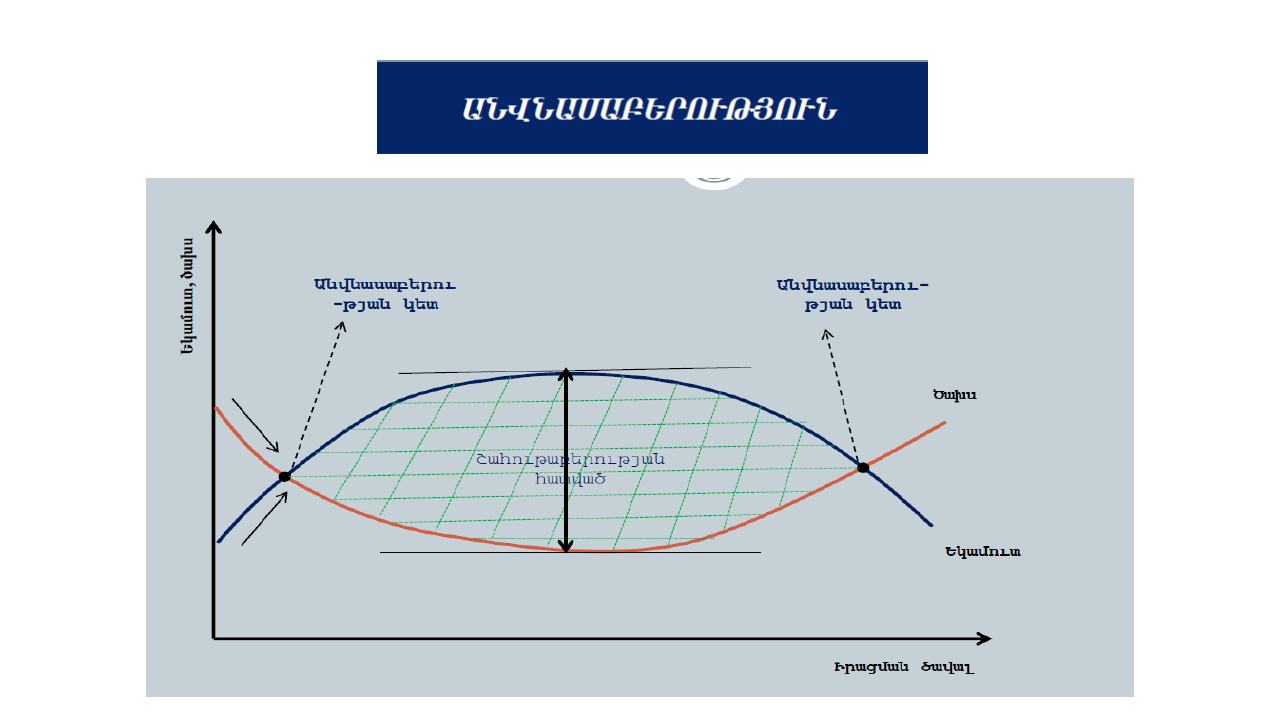 ԱՆՎՆԱՍԱԲԵՐՈՒԹՅՈՒՆ
Եկամուտ, ծախս
Անվնասաբերու
-թյան կետ
Անվնասաբերու-
թյան կետ
Ծախս
Շահութաբերության
հատված
Եկամուտ
Իրացման ծավալ